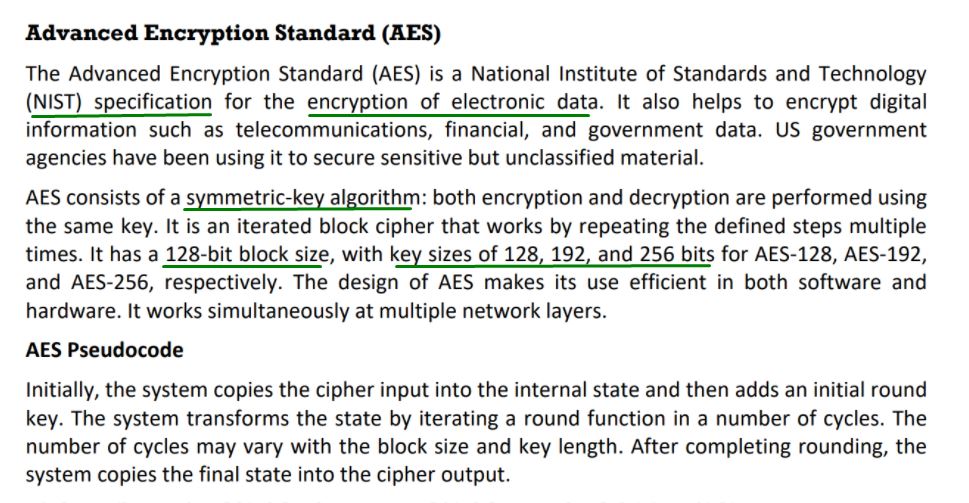 Advanced Encryption Standard (AES)
The Advanced Encryption Standard (AES) is a National Institute of Standards and Technology
(NIST) specification for the encryption of electronic data. It also helps to encrypt digital
information such as telecommunications, financial, and government data. US government
agencies have been using it to secure sensitive but unclassified material.
AES consists of a symmetric-key algorithm: both encryption and decryption are performed using
the same key. It is an iterated block cipher that works by repeating the defined steps multiple
times. It has a 128-bit block size, with key sizes of 128, 192, and 256 bits for AES-128, AES-192,
and AES-256, respectively. The design of AES makes its use efficient in both software and
hardware. It works simultaneously at multiple network layers.
AES Pseudocode
Initially, the system copies the cipher input into the internal state and then adds an initial round
key. The system transforms the state by iterating a round function in a number of cycles. The
number of cycles may vary with the block size and key length. After completing rounding, the
system copies the final state into the cipher output.